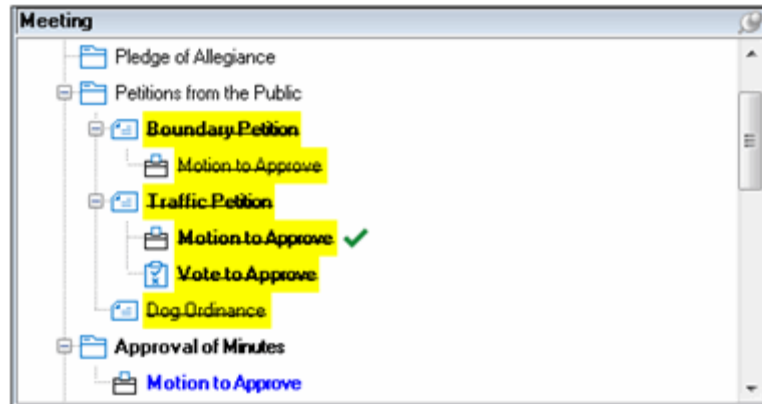 Meeting
Pledge of Allegiance
Petitions from the Public
Boundary Petition
Motion to Approve
Traffic Petition
Motion to Approve
Vote to Approve
Dog Ordinance
Approval of Minutes
Motion to Approve